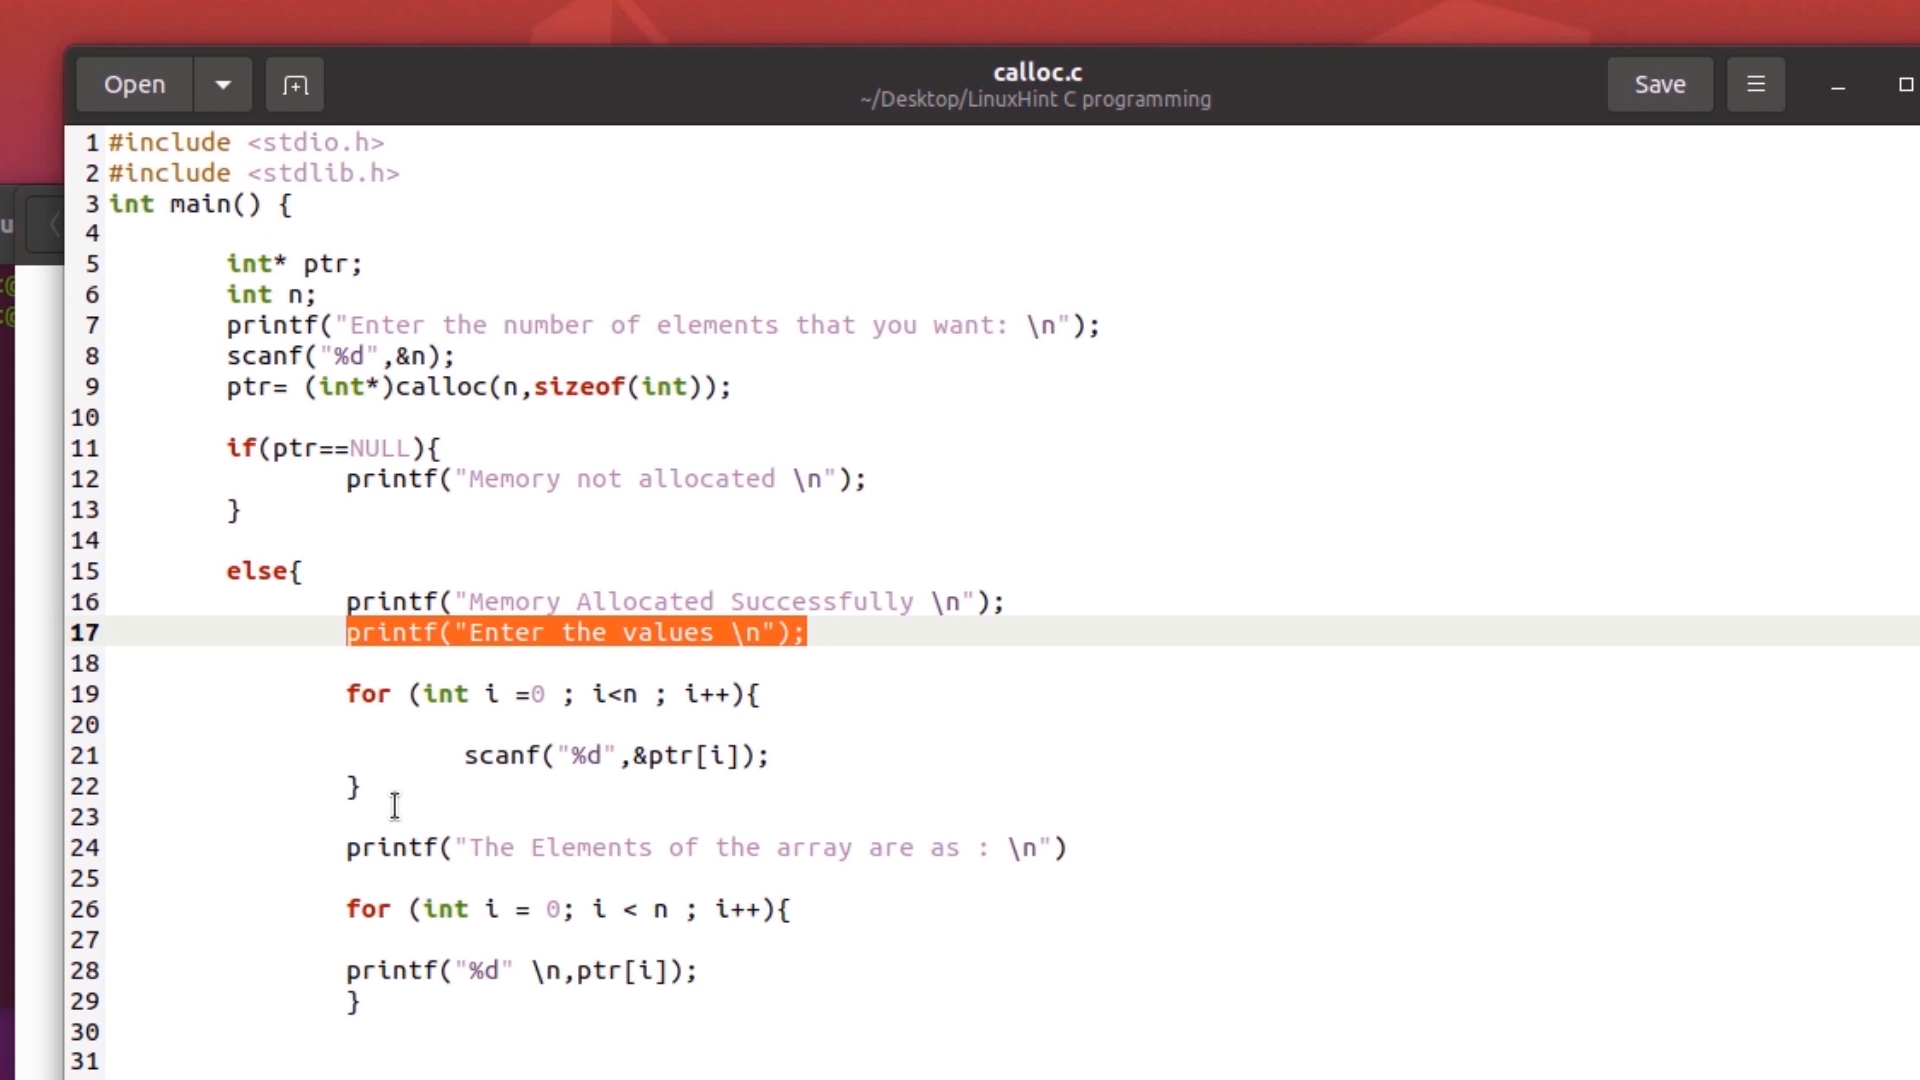 Open
calloc.c
~/Desktop/LinuxHint C programming
Save
1 #include <stdio.h>
2 #include <stdlib.h>
3 int main() {
4
5 int* ptr;
6 int n;
7 printf("Enter the number of elements that you want: \n");
8 scanf("%d",&n);
9 ptr= (int*)calloc(n,sizeof(int));
10
11 if(ptr==NULL){
12 printf("Memory not allocated \n");
13 }
14
15 else{
16 printf("Memory Allocated Successfully \n");
17 printf("Enter the values \n");
18
19 for (int i =0 ; i<n ; i++){
20
21 scanf("%d",&ptr[i]);
22 }
23
24 printf("The Elements of the array are as : \n")
25
26 for (int i = 0; i < n ; i++){
27
28 printf("%d" \n,ptr[i]);
29 }
30
31